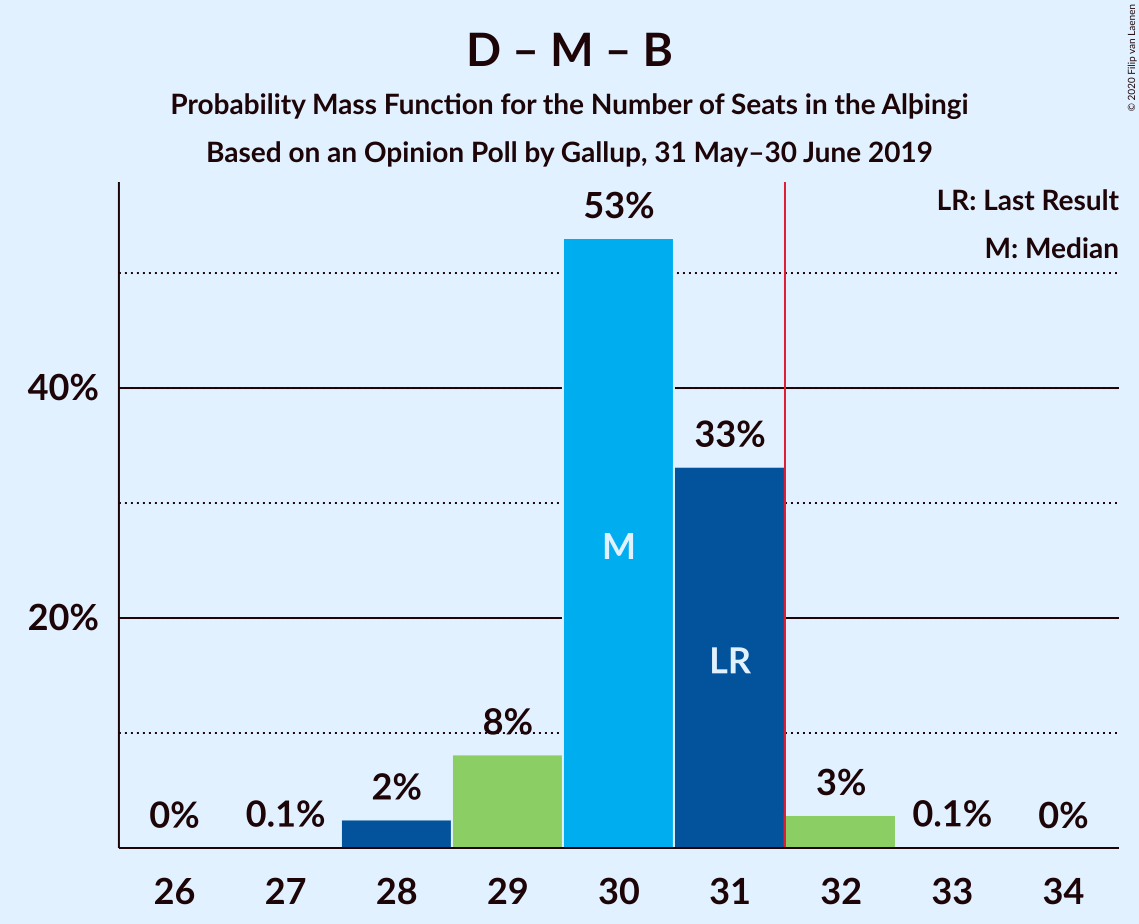 D – M – B
Probability Mass Function for the Number of Seats in the Alþingi
Based on an Opinion Poll by Gallup, 31 May–30 June 2019
© 2020 Filip van Laenen
LR: Last Result
M: Median
53%
40%
33%
M
20%
LR
8%
2%
3%
0%
0.1%
0.1%
0%
26 27 28 29 30 31 32 33 34